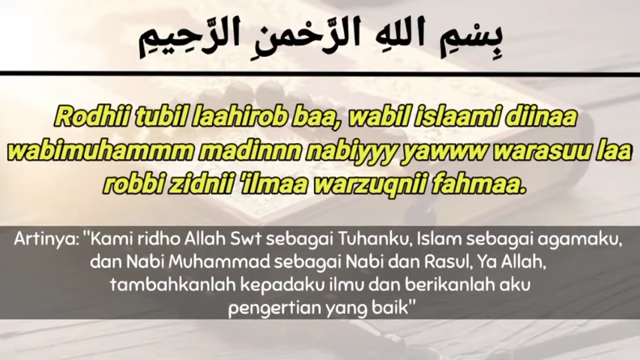 بِسْمِ اللهِ الرَّحْمنِ الرَّحِيمِ
Rodhii tubil laahirob baa, wabil islaami diinaa
wabimuhammm madinnn nabiyyy yawww warasuu laa
robbi zidnii 'ilmaa warzuqnii fahmaa.
Artinya: "Kami ridho Allah Swt sebagai Tuhanku, Islam sebagai agamaku,
dan Nabi Muhammad sebagai Nabi dan Rasul, Ya Allah,
tambahkanlah kepadaku ilmu dan berikanlah aku
pengertian yang baik"